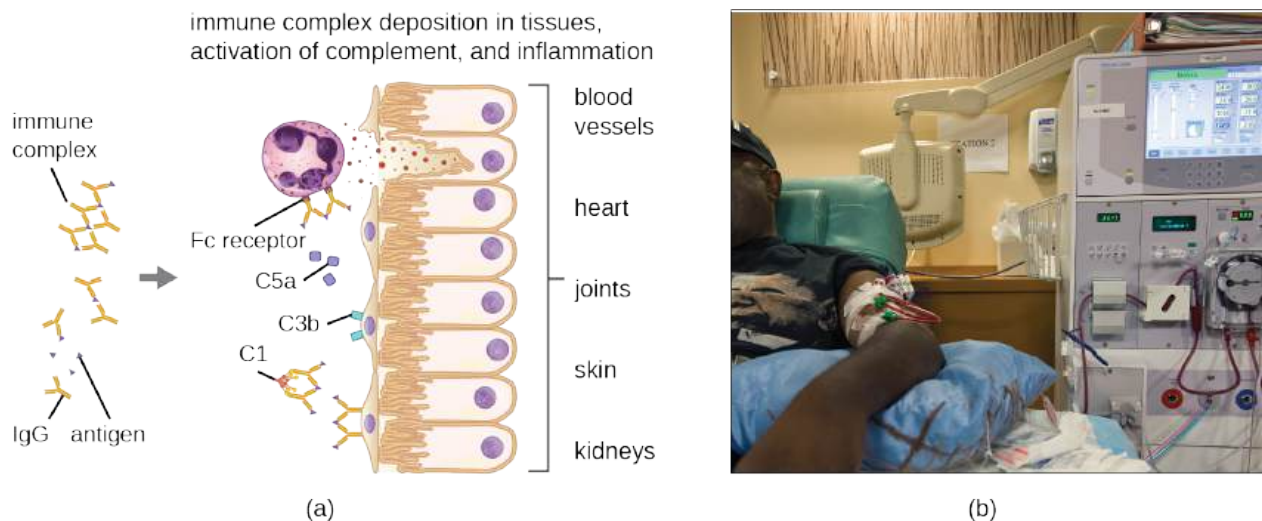 immune complex deposition in tissues,
activation of complement, and inflammation
immune
complex
Fc receptor
C5a
C3b
C1
IgG
antigen
blood
vessels
heart
joints
skin
kidneys
(a)
(b)